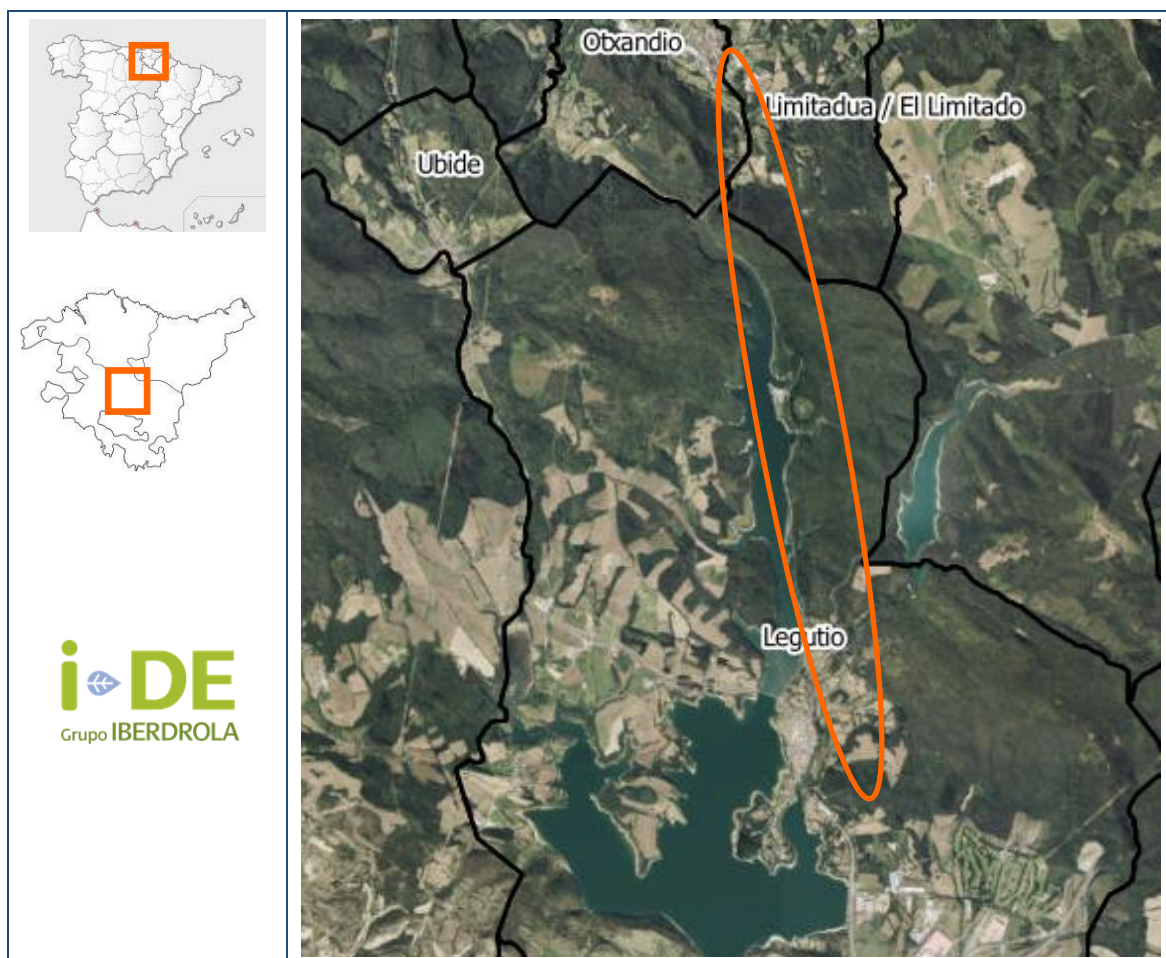 Otxandio
Limitadua / El Limitado
Ubide
Legutio
i DE
Grupo IBERDROLA